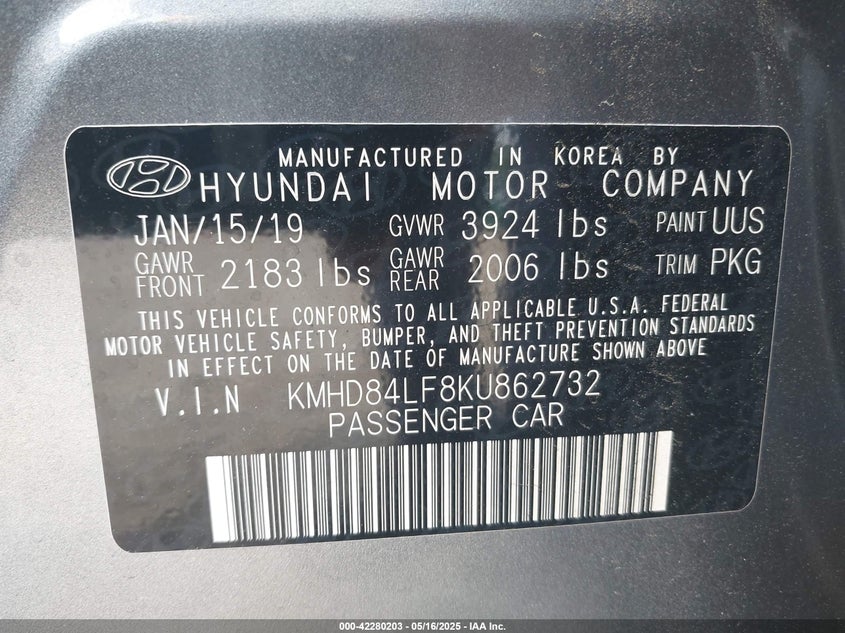 MANUFACTURED IN KOREA BY
HYUNDAI MOTOR COMPANY
JAN/15/19 GVWR 3924 lbs PAINT UUS
GAWR FRONT 2183 lbs GAWR REAR 2006 lbs TRIM PKG
THIS VEHICLE CONFORMS TO ALL APPLICABLE U.S.A. FEDERAL
MOTOR VEHICLE SAFETY, BUMPER, AND THEFT PREVENTION STANDARDS
IN EFFECT ON THE DATE OF MANUFACTURE SHOWN ABOVE
V.I.N KMHD84LF8KU862732
PASSENGER CAR
000-42280203 - 05/16/2025 - IAA Inc.